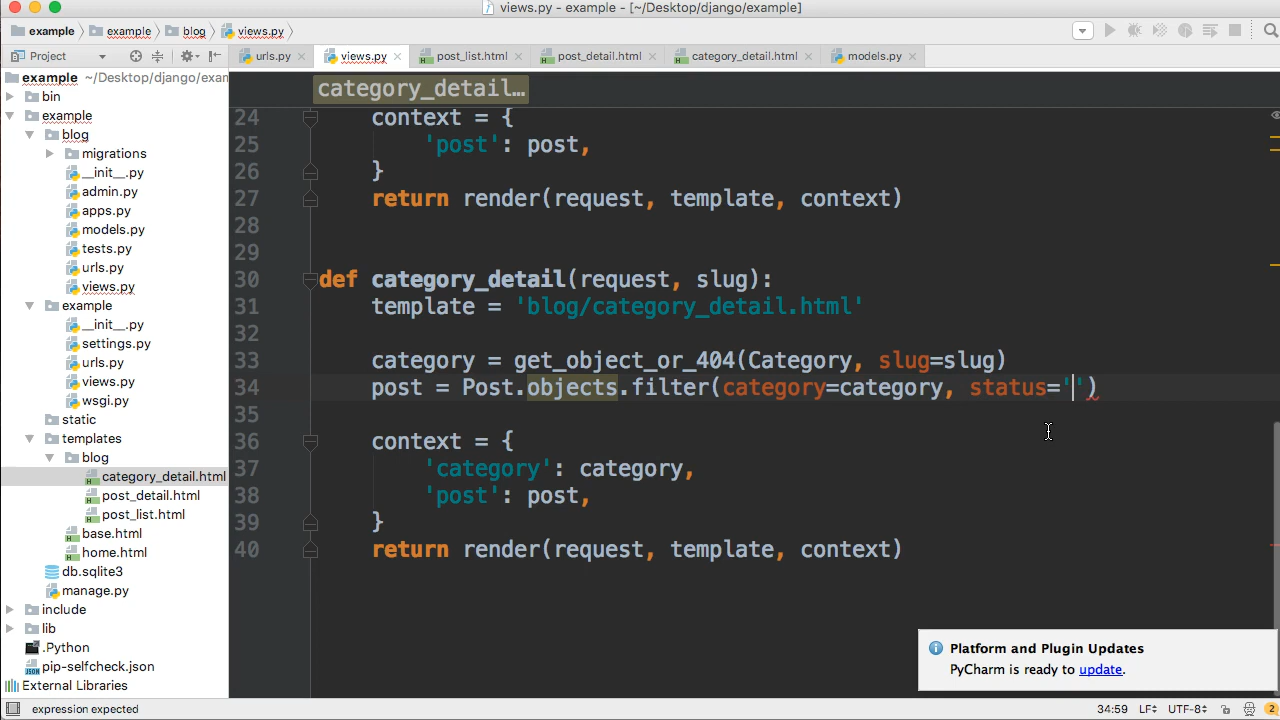 views.py - example - [~/Desktop/django/example]
example example blog views.py
Project urls.py views.py post_list.html post_detail.html category_detail.html models.py
example ~/Desktop/django/exam
category_detail…
bin
example
blog
migrations
__init__.py
admin.py
apps.py
models.py
tests.py
urls.py
views.py
example
__init__.py
settings.py
urls.py
views.py
wsgi.py
static
templates
blog
category_detail.html
post_detail.html
post_list.html
base.html
home.html
db.sqlite3
manage.py
include
lib
.Python
pip-selfcheck.json
External Libraries
24 context = {
25 'post': post,
26 }
27 return render(request, template, context)
28
29
30 def category_detail(request, slug):
31 template = 'blog/category_detail.html'
32
33 category = get_object_or_404(Category, slug=slug)
34 post = Post.objects.filter(category=category, status='')
35
36 context = {
37 'category': category,
38 'post': post,
39 }
40 return render(request, template, context)
Platform and Plugin Updates
PyCharm is ready to update.
expression expected 34:59 LF÷ UTF-8÷ 2